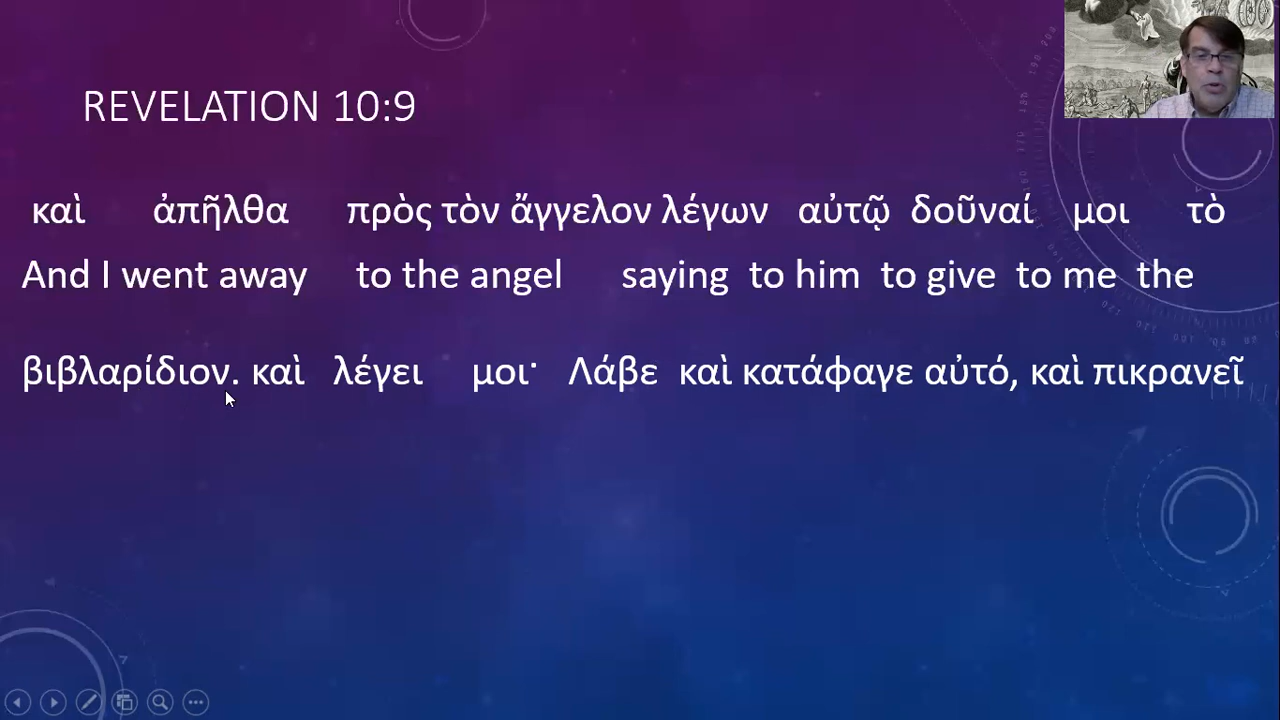 REVELATION 10:9
καὶ ἀπῆλθα πρὸς τὸν ἄγγελον λέγων αὐτῷ δοῦναί μοι τὸ
And I went away to the angel saying to him to give to me the
βιβλαρίδιον. καὶ λέγει μοι· Λάβε καὶ κατάφαγε αὐτό, καὶ πικρανεῖ